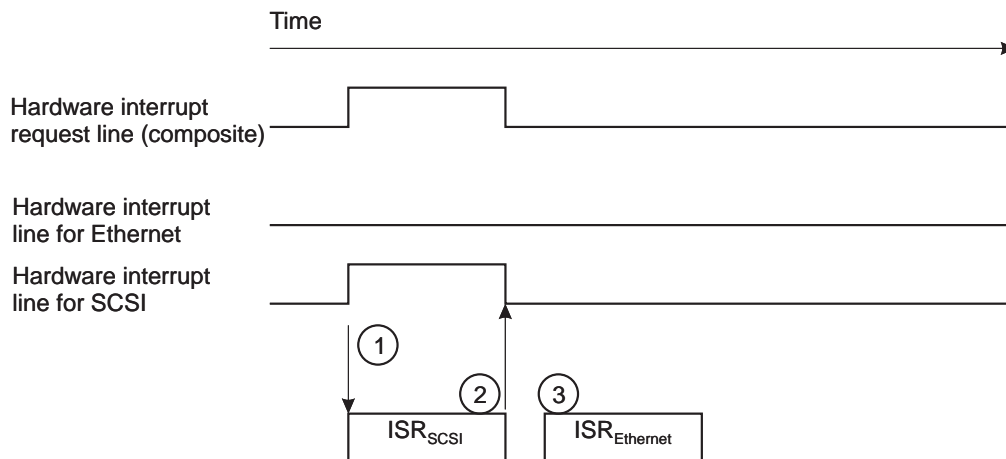 Time
Hardware interrupt
request line (composite)
Hardware interrupt
line for Ethernet
Hardware interrupt
line for SCSI
1
2
3
ISRSCSI
ISREthernet